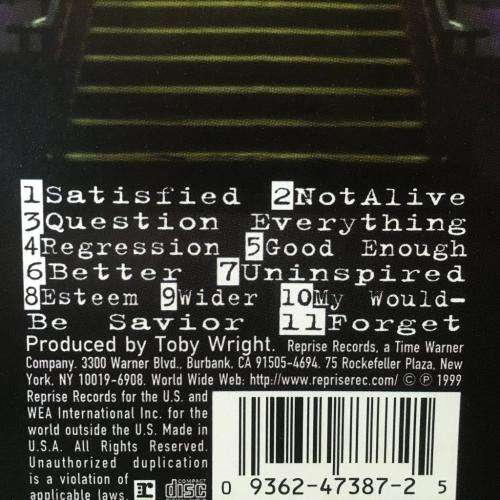 1Satisfied 2NotAlive
3Question Everything
4Regression 5Good Enough
6Better 7Uninspired
8Esteem 9Wider 10My Would-
Be Savior 11Forget
Produced by Toby Wright. Reprise Records, a Time Warner
Company. 3300 Warner Blvd., Burbank, CA 91505-4694. 75 Rockefeller Plaza, New
York, NY 10019-6908. World Wide Web: http://www.repriserec.com/ © ℗ 1999
Reprise Records for the U.S. and
WEA International Inc. for the
world outside the U.S. Made in
U.S.A. All Rights Reserved.
Unauthorized duplication
is a violation of
applicable laws.
COMPACT
disc
0 9362-47387-2 5